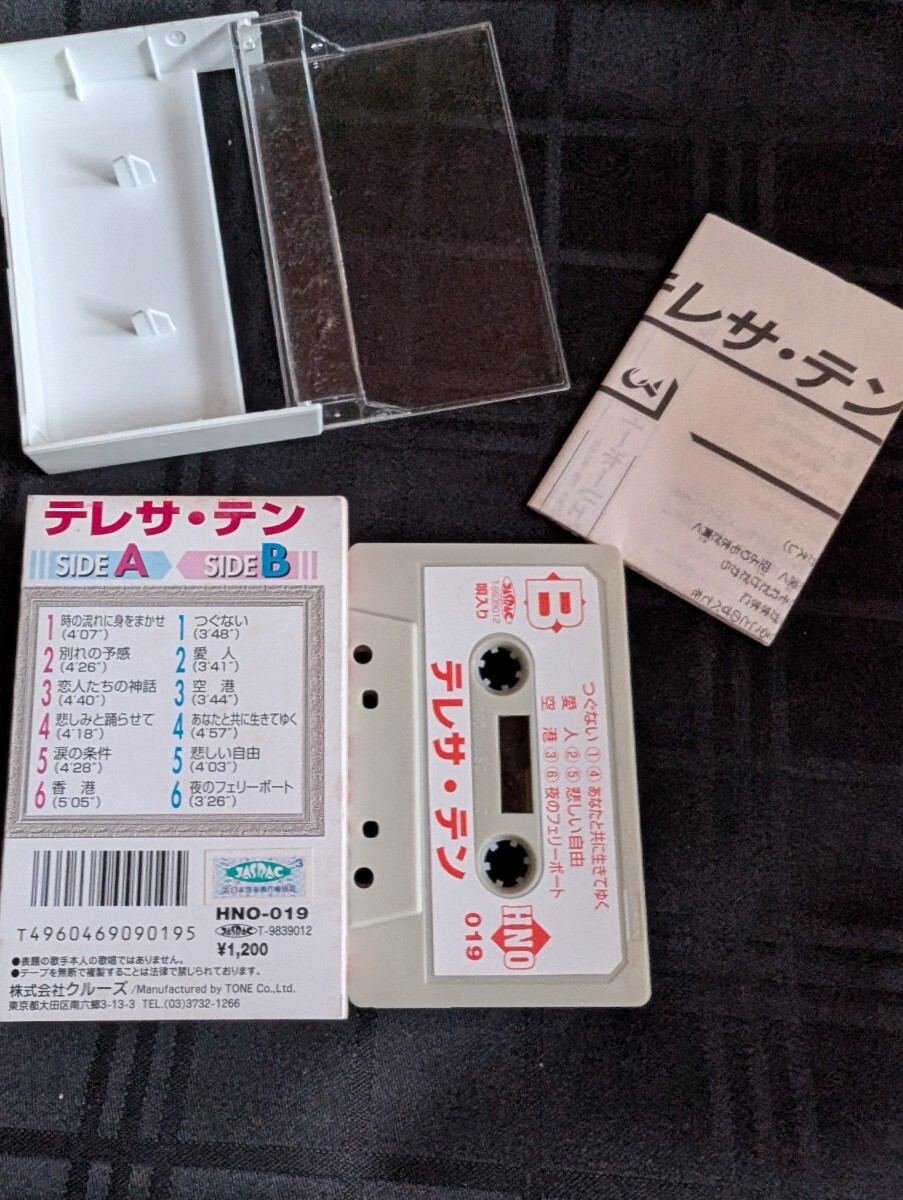 テレサ・テン
SIDE A
SIDE B
1 時の流れに身をまかせ
(4'07")
2 別れの予感
(4'26")
3 恋人たちの神話
(4'40")
4 悲しみと踊らせて
(4'18")
5 涙の条件
(4'28")
6 香港
(5'05")
1 つぐない
(3'48")
2 愛人
(3'41")
3 空港
(3'44")
4 あなたと共に生きてゆく
(4'57")
5 悲しい自由
(4'03")
6 夜のフェリーボート
(3'26")
JASRAC
T4960469090195
HNO-019
JASRAC T-9839012
¥1,200
●表題の歌手本人の歌唱ではありません。
●テープを無断で複製することは法律で禁じられております。
株式会社クルーズ/Manufactured by TONE Co.,Ltd.
東京都大田区南六郷3-13-3 TEL.(03)3732-1266
B
JASRAC
T-9839012
唄入り
つぐない① ④あなたと共に生きてゆく
愛人② ⑤悲しい自由
空港③ ⑥夜のフェリーボート
テレサ・テン
HNO
019
レサ・テン